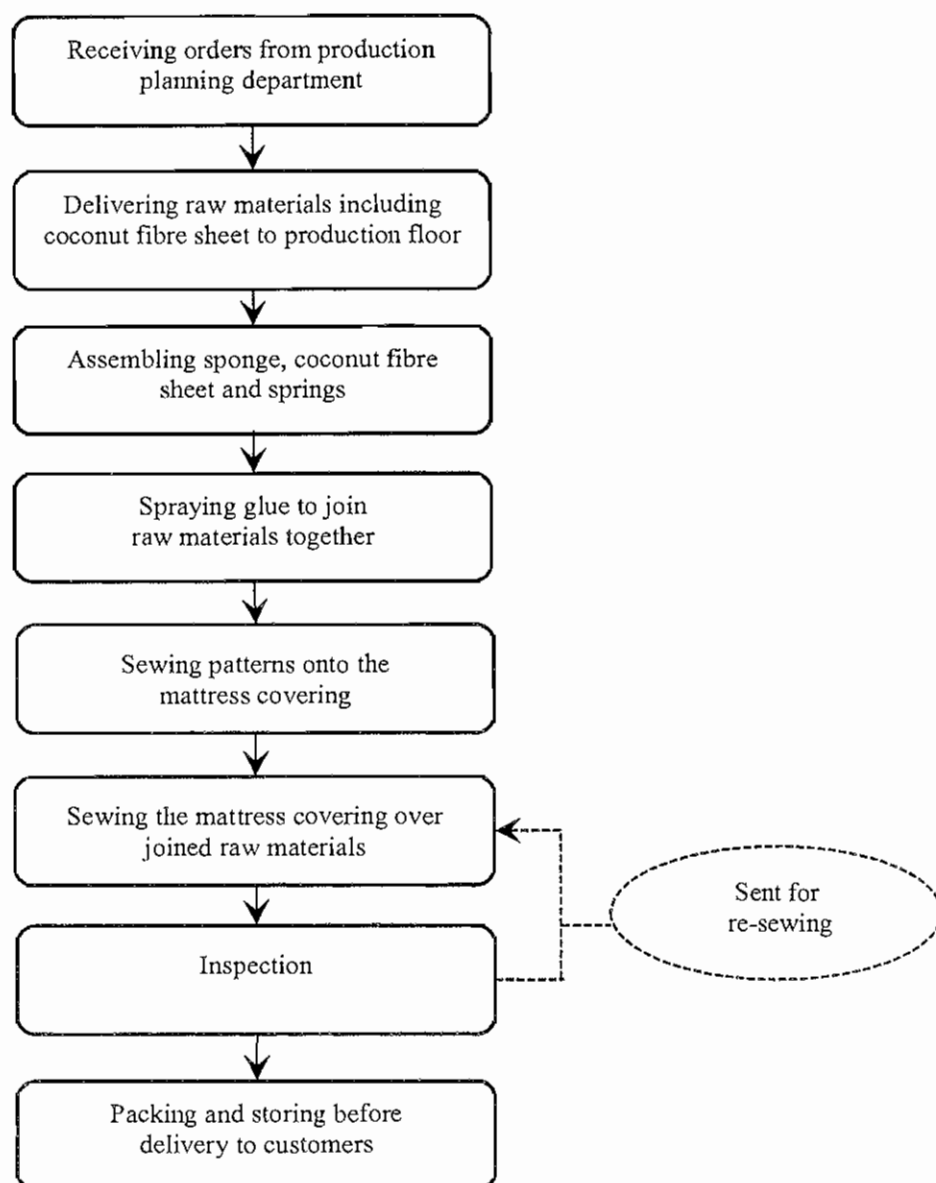 Receiving orders from production
planning department
Delivering raw materials including
coconut fibre sheet to production floor
Assembling sponge, coconut fibre
sheet and springs
Spraying glue to join
raw materials together
Sewing patterns onto the
mattress covering
Sewing the mattress covering over
joined raw materials
Sent for
re-sewing
Inspection
Packing and storing before
delivery to customers